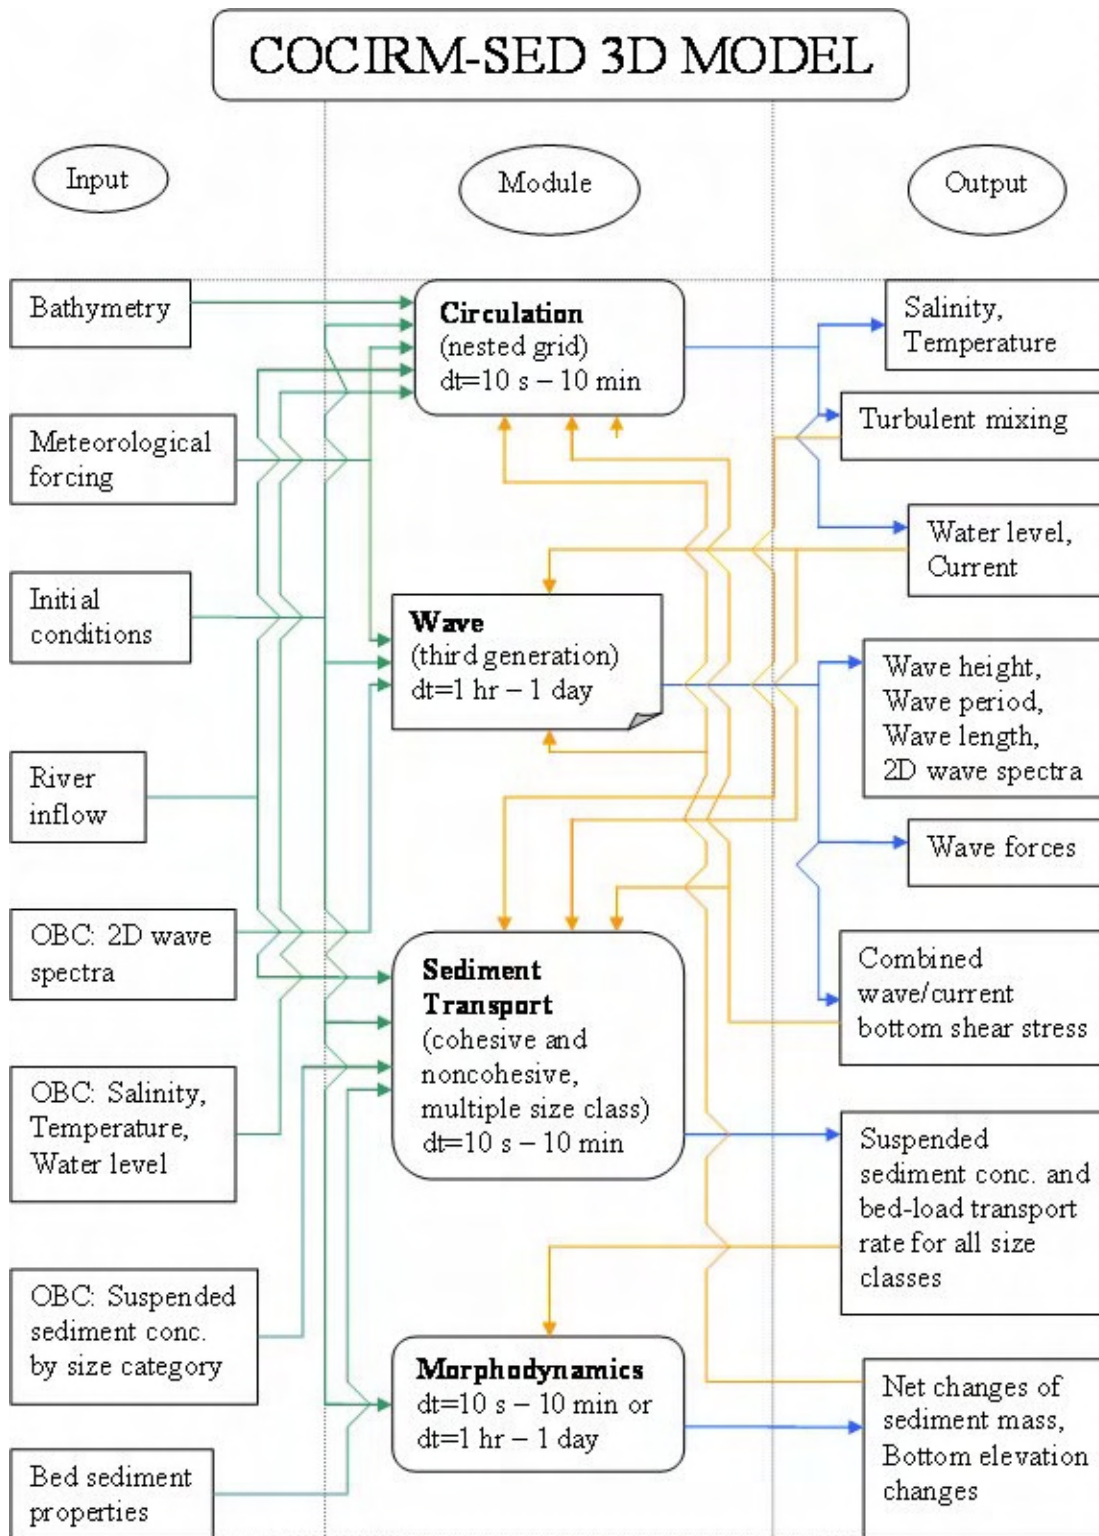 COCIRM-SED 3D MODEL
Input
Module
Output
Bathymetry
Meteorological
forcing
Initial
conditions
River
inflow
OBC: 2D wave
spectra
OBC: Salinity,
Temperature,
Water level
OBC: Suspended
sediment conc.
by size category
Bed sediment
properties
Circulation
(nested grid)
dt=10 s – 10 min
Wave
(third generation)
dt=1 hr – 1 day
Sediment
Transport
(cohesive and
noncohesive,
multiple size class)
dt=10 s – 10 min
Morphodynamics
dt=10 s – 10 min or
dt=1 hr – 1 day
Salinity,
Temperature
Turbulent mixing
Water level,
Current
Wave height,
Wave period,
Wave length,
2D wave spectra
Wave forces
Combined
wave/current
bottom shear stress
Suspended
sediment conc. and
bed-load transport
rate for all size
classes
Net changes of
sediment mass,
Bottom elevation
changes